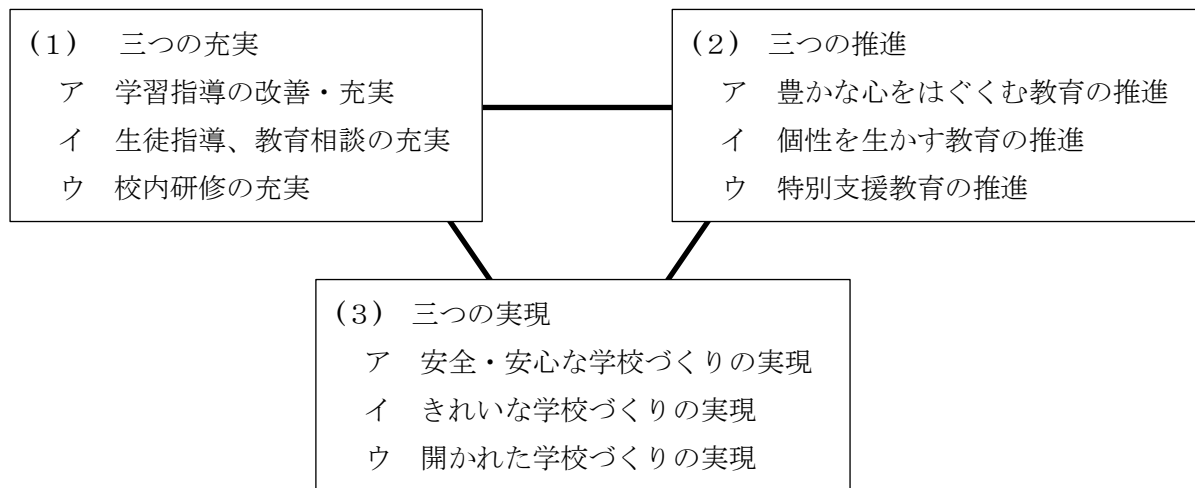 (1) 三つの充実
ア 学習指導の改善・充実
イ 生徒指導、教育相談の充実
ウ 校内研修の充実
(2) 三つの推進
ア 豊かな心をはぐくむ教育の推進
イ 個性を生かす教育の推進
ウ 特別支援教育の推進
(3) 三つの実現
ア 安全・安心な学校づくりの実現
イ きれいな学校づくりの実現
ウ 開かれた学校づくりの実現